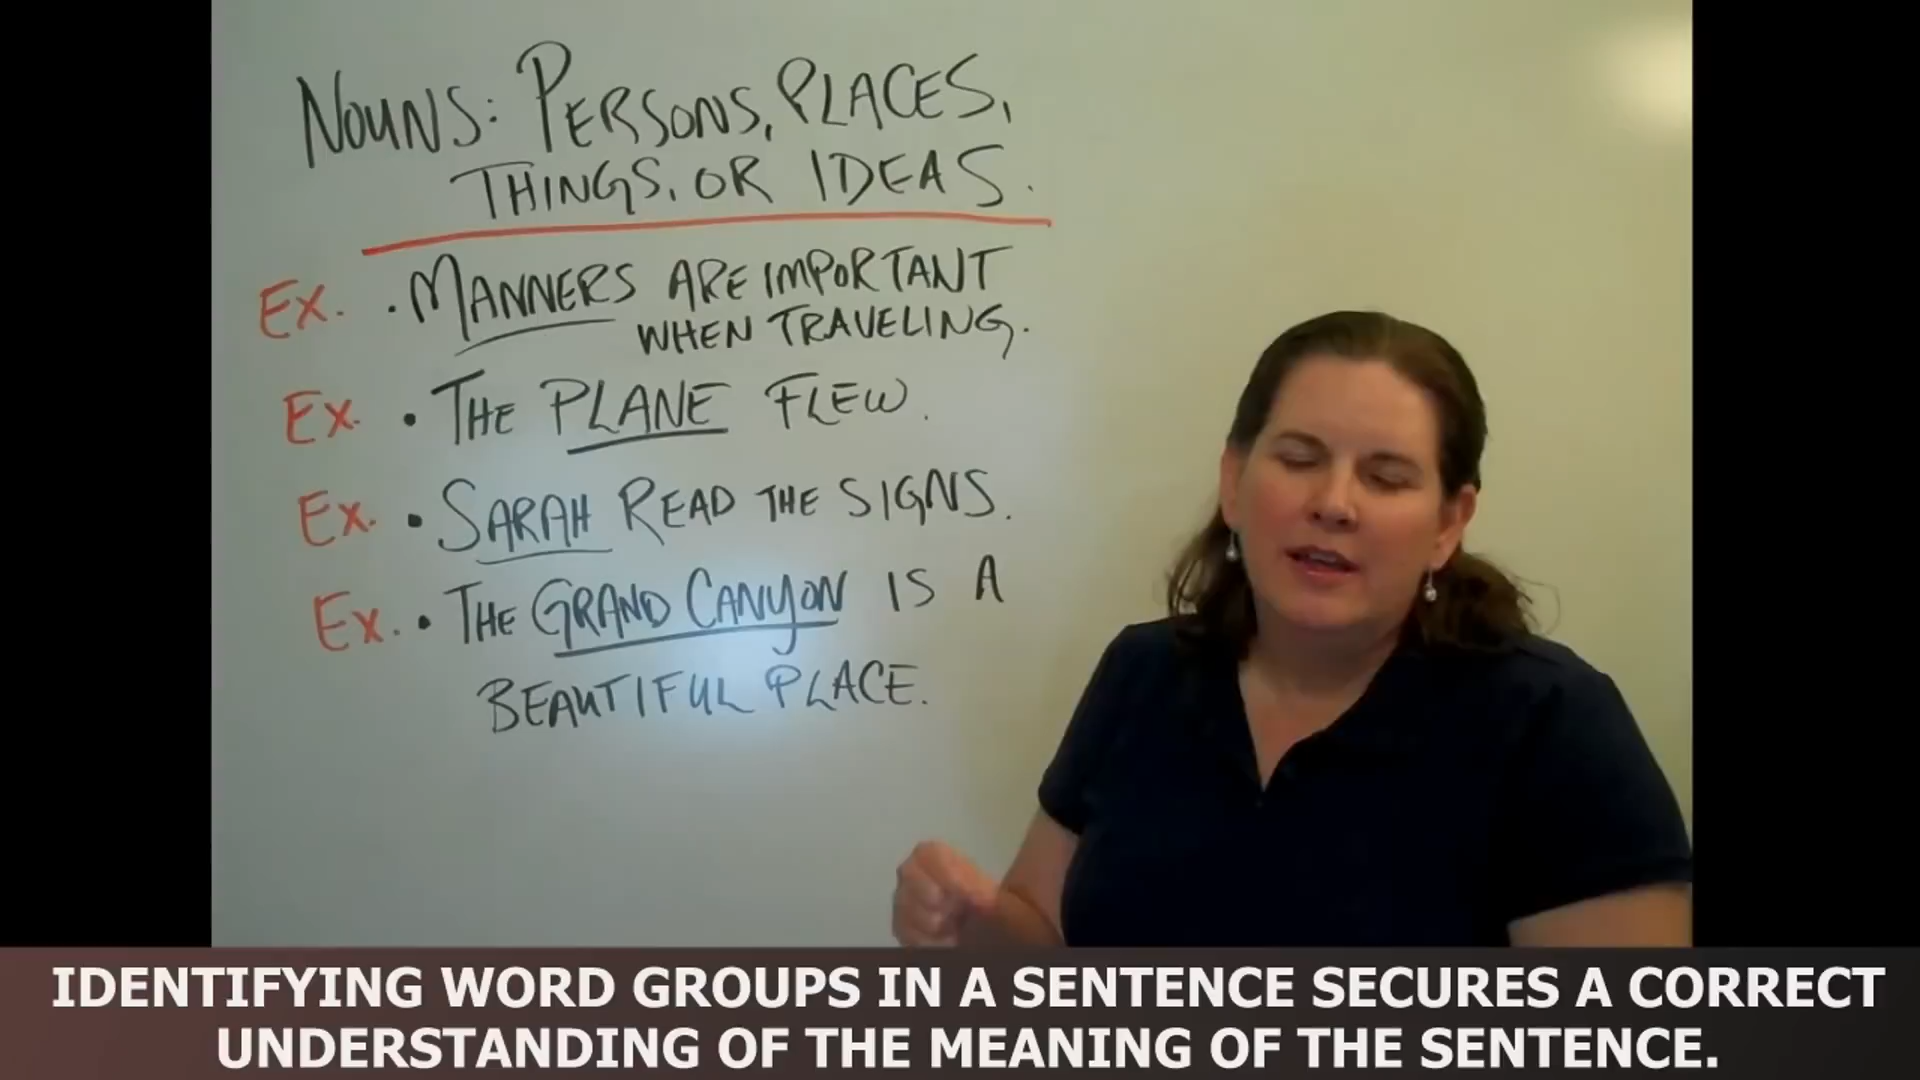 NOUNS: PERSONS, PLACES,
THINGS, OR IDEAS.
EX. • MANNERS ARE IMPORTANT
WHEN TRAVELING.
EX. • THE PLANE FLEW.
EX. • SARAH READ THE SIGNS.
EX. • THE GRAND CANYON IS A
BEAUTIFUL PLACE.
IDENTIFYING WORD GROUPS IN A SENTENCE SECURES A CORRECT
UNDERSTANDING OF THE MEANING OF THE SENTENCE.